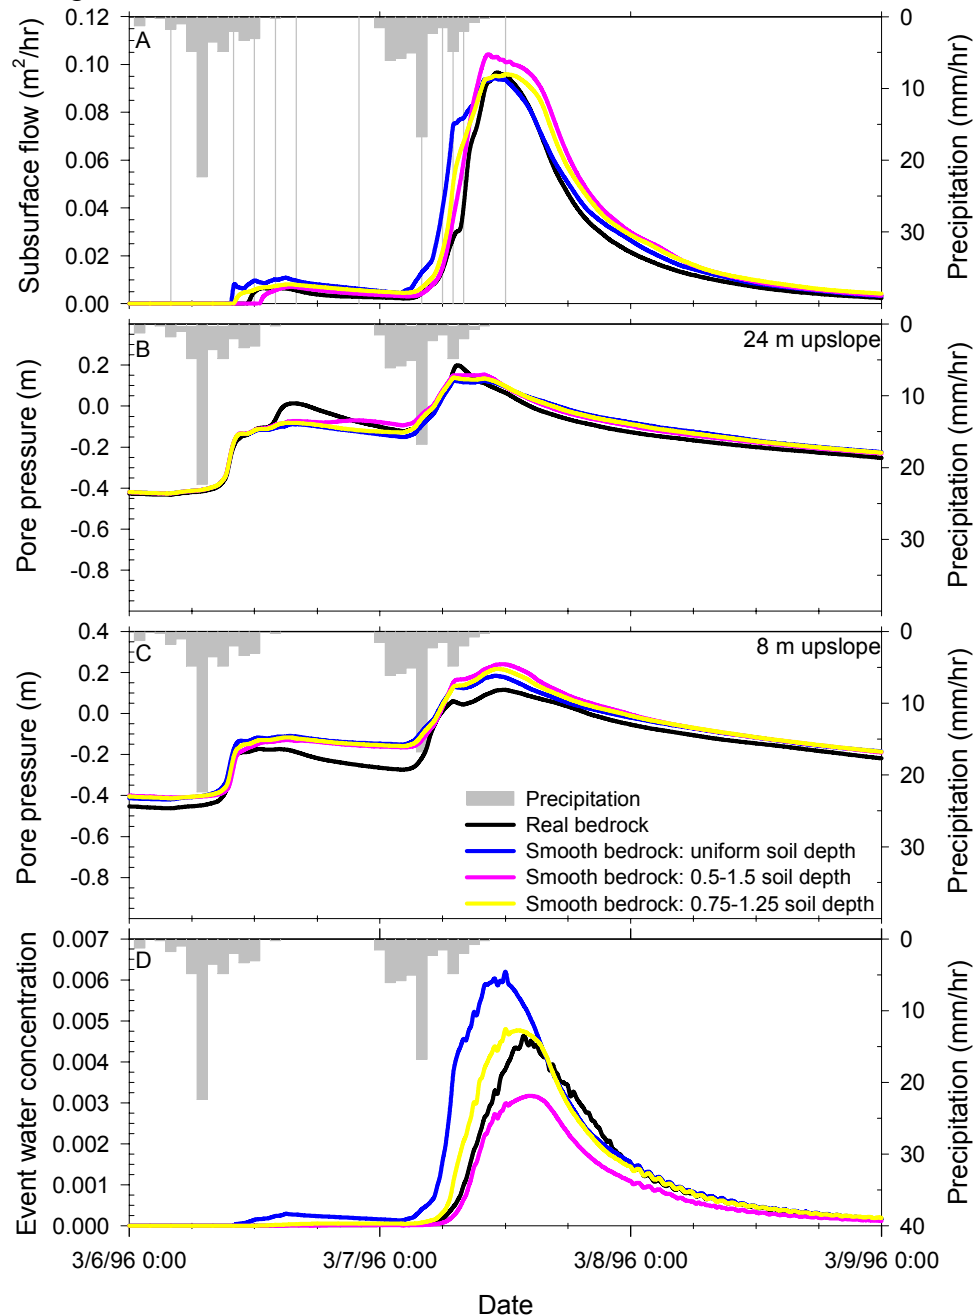 0.12
0.10
0.08
0.06
0.04
0.02
0.00
Subsurface flow (m²/hr)
A
0
10
20
30
Precipitation (mm/hr)
0.2
0.0
-0.2
-0.4
-0.6
-0.8
Pore pressure (m)
B
24 m upslope
0
10
20
30
Precipitation (mm/hr)
0.4
0.2
0.0
-0.2
-0.4
-0.6
-0.8
Pore pressure (m)
C
8 m upslope
Precipitation
Real bedrock
Smooth bedrock: uniform soil depth
Smooth bedrock: 0.5-1.5 soil depth
Smooth bedrock: 0.75-1.25 soil depth
0
10
20
30
Precipitation (mm/hr)
0.007
0.006
0.005
0.004
0.003
0.002
0.001
0.000
Event water concentration
D
0
10
20
30
40
Precipitation (mm/hr)
3/6/96 0:00
3/7/96 0:00
3/8/96 0:00
3/9/96 0:00
Date